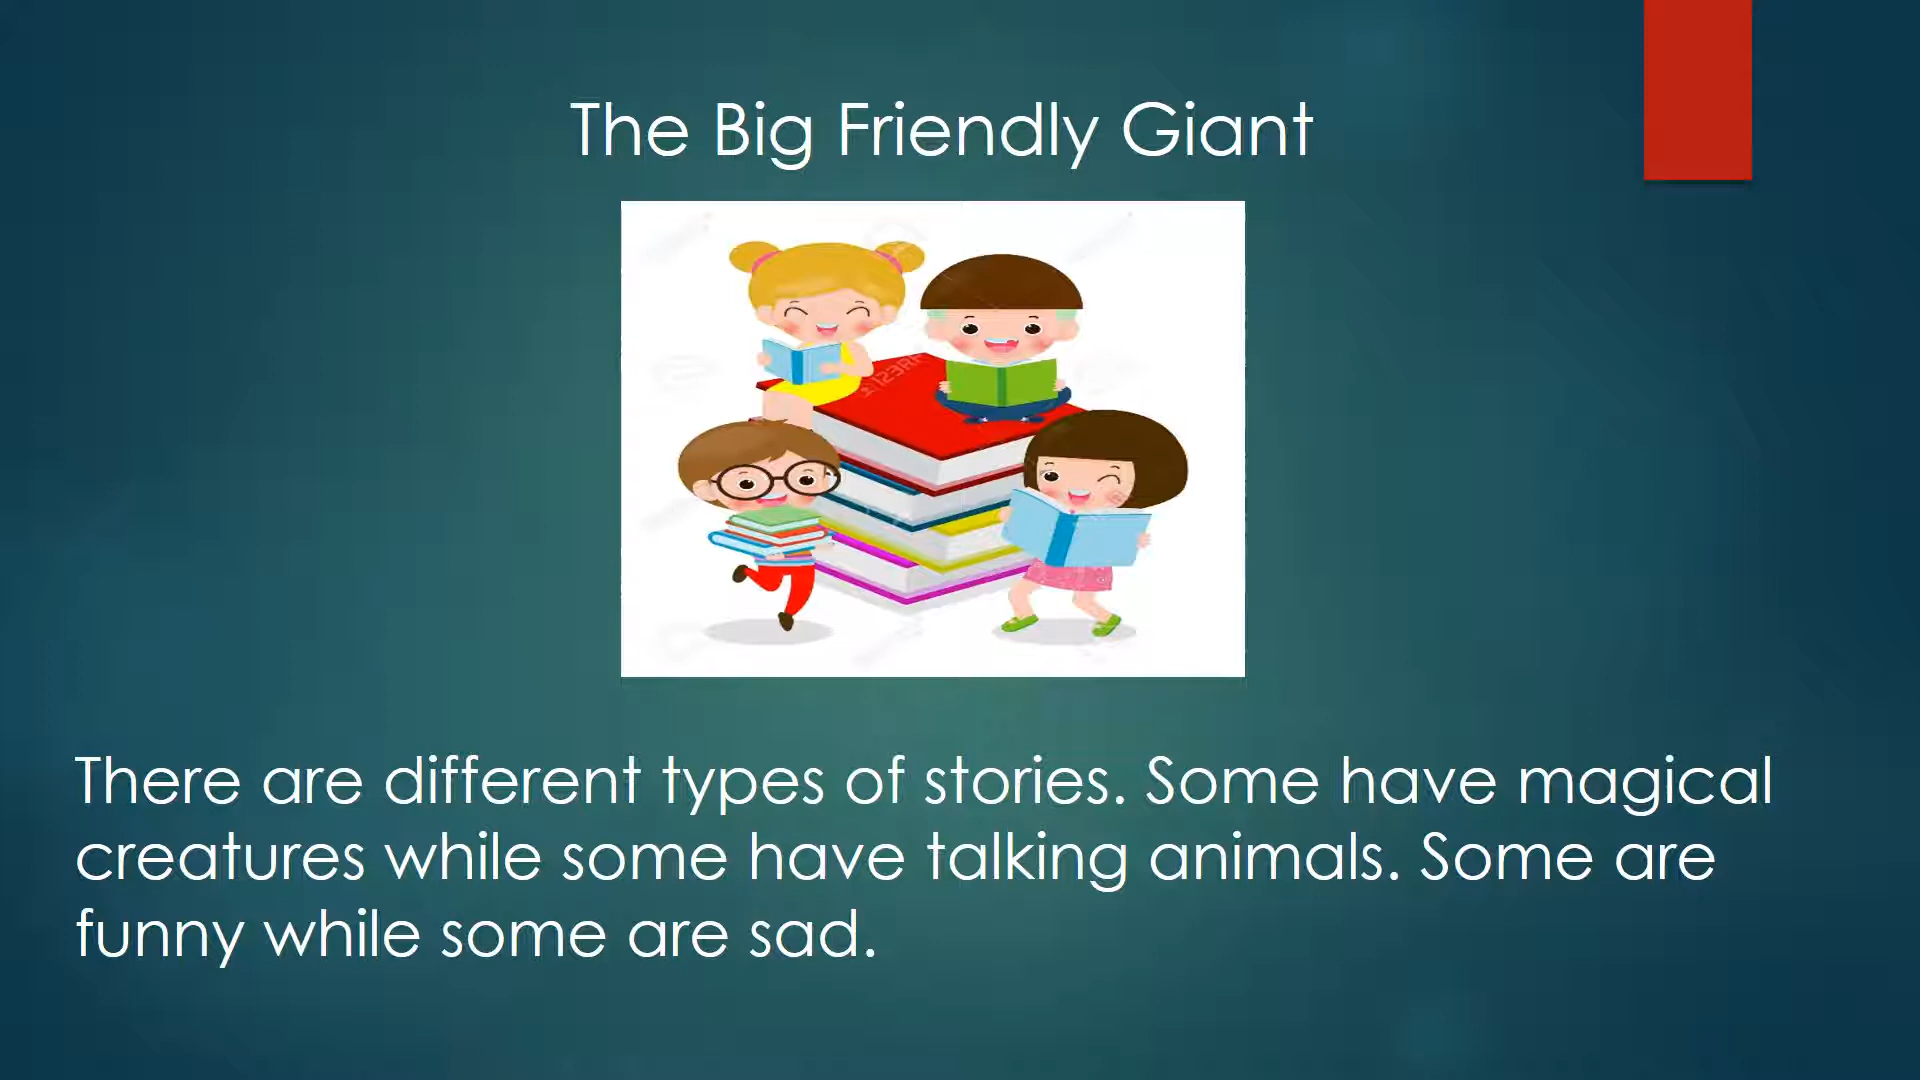 The Big Friendly Giant
123RF
There are different types of stories. Some have magical
creatures while some have talking animals. Some are
funny while some are sad.